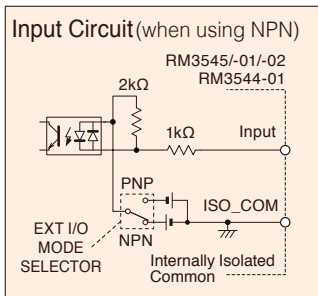 Input Circuit (when using NPN)
RM3545/-01/-02
RM3544-01
2kΩ
1kΩ
Input
PNP
ISO_COM
EXT I/O
MODE
SELECTOR
NPN
Internally Isolated
Common